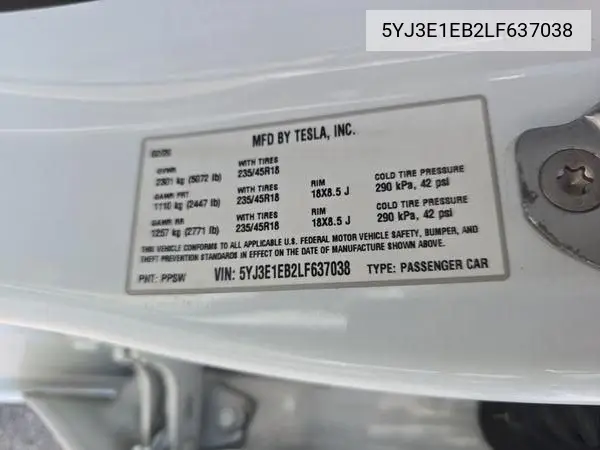 5YJ3E1EB2LF637038
MFD BY TESLA, INC.
GVWR WITH TIRES
2301 kg (5072 lb) 235/45R18
GAWR FRT WITH TIRES RIM COLD TIRE PRESSURE
1110 kg (2447 lb) 235/45R18 18X8.5 J 290 kPa, 42 psi
GAWR RR WITH TIRES RIM COLD TIRE PRESSURE
1257 kg (2771 lb) 235/45R18 18X8.5 J 290 kPa, 42 psi
THIS VEHICLE CONFORMS TO ALL APPLICABLE U.S. FEDERAL MOTOR VEHICLE SAFETY, BUMPER, AND
THEFT PREVENTION STANDARDS IN EFFECT ON THE DATE OF MANUFACTURE SHOWN ABOVE.
PNT: PPSW VIN: 5YJ3E1EB2LF637038 TYPE: PASSENGER CAR